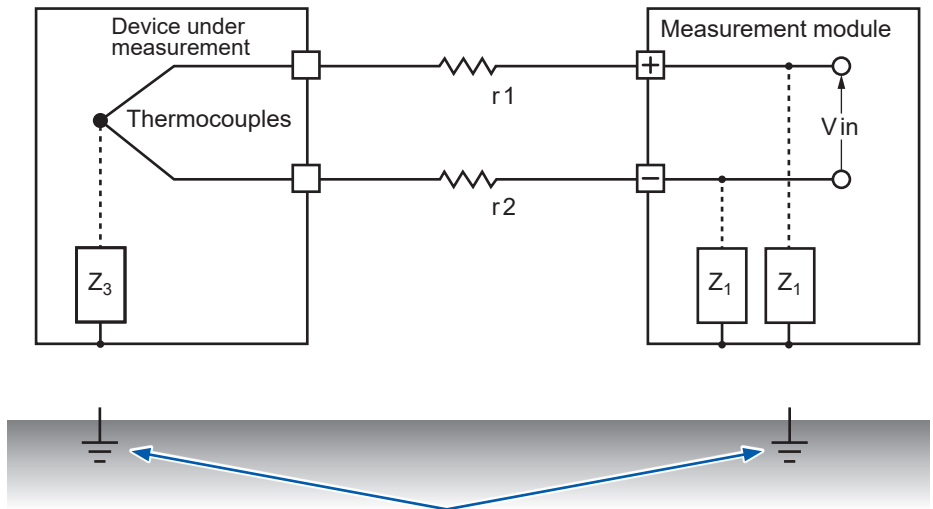 Device under
measurement
Measurement module
+
r1
Thermocouples
Vin
−
r2
Z3
Z1
Z1